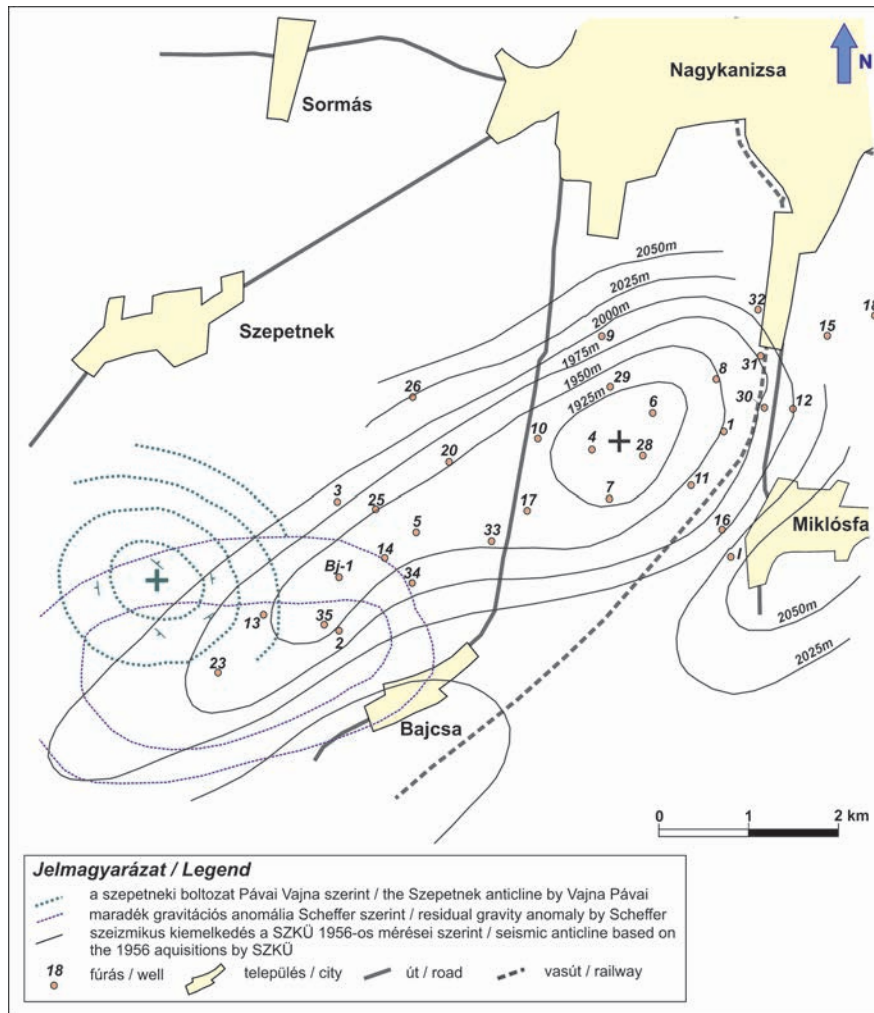 Nagykanizsa
N
Sormás
Szepetnek
2050m
2025m
2000m
1975m
1950m
1925m
32
18
15
9
31
8
29
26
30
12
6
10
1
4
28
20
11
7
3
25
17
16
Miklósfa
5
33
I
14
Bj-1
34
13
35
2
2050m
23
2025m
Bajcsa
0 1 2 km
Jelmagyarázat / Legend
a szepetneki boltozat Pávai Vajna szerint / the Szepetnek anticline by Vajna Pávai
maradék gravitációs anomália Scheffer szerint / residual gravity anomaly by Scheffer
szeizmikus kiemelkedés a SZKÜ 1956-os mérései szerint / seismic anticline based on
the 1956 aquisitions by SZKÜ
18 fúrás / well település / city út / road vasút / railway